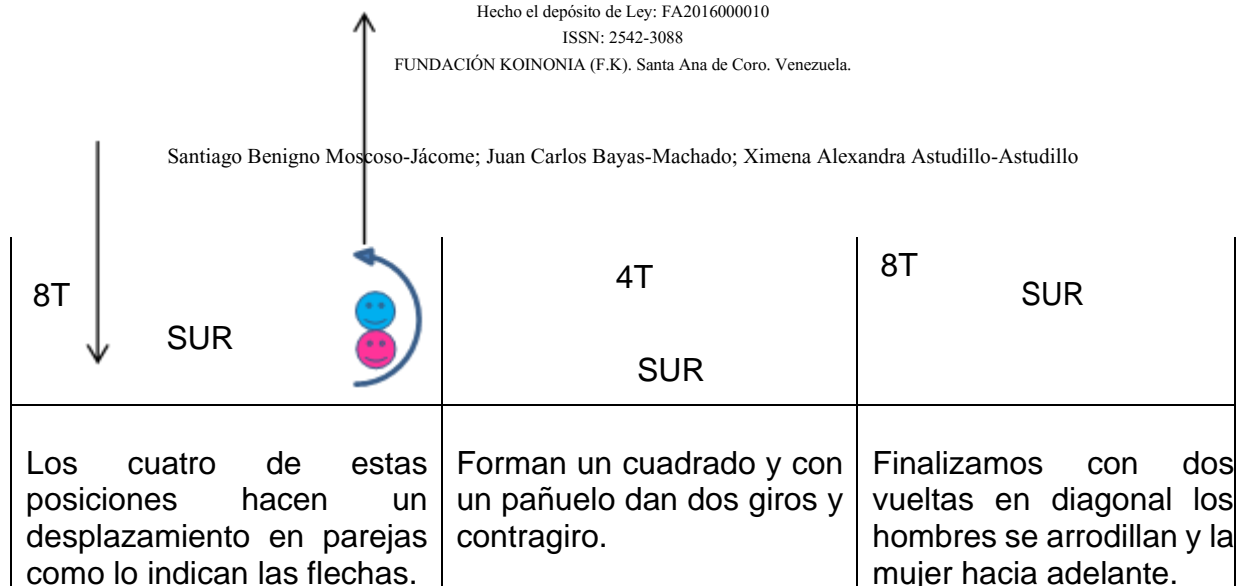 Hecho el depósito de Ley: FA2016000010
ISSN: 2542-3088
FUNDACIÓN KOINONIA (F.K). Santa Ana de Coro. Venezuela.
Santiago Benigno Moscoso-Jácome; Juan Carlos Bayas-Machado; Ximena Alexandra Astudillo-Astudillo
8T
SUR
4T
SUR
8T
SUR
Los cuatro de estas
posiciones hacen un
desplazamiento en parejas
como lo indican las flechas.
Forman un cuadrado y con
un pañuelo dan dos giros y
contragiro.
Finalizamos con dos
vueltas en diagonal los
hombres se arrodillan y la
mujer hacia adelante.